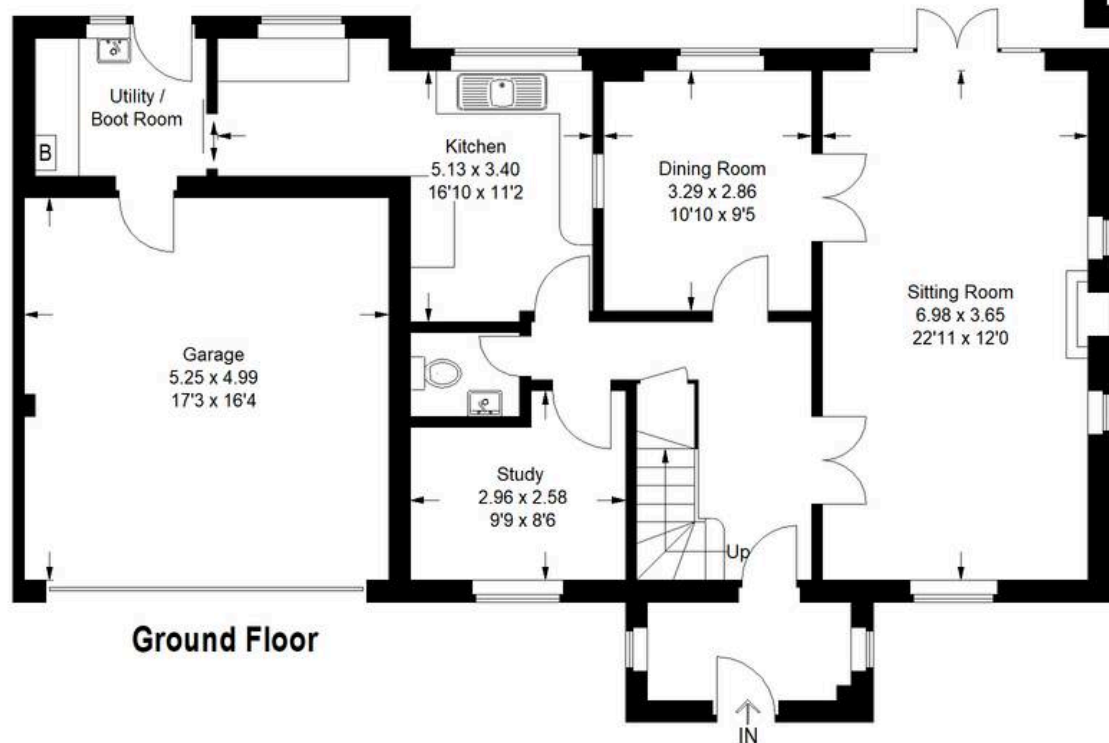 Utility /
Boot Room
B
Kitchen
5.13 x 3.40
16'10 x 11'2
Dining Room
3.29 x 2.86
10'10 x 9'5
Sitting Room
6.98 x 3.65
22'11 x 12'0
Garage
5.25 x 4.99
17'3 x 16'4
Study
2.96 x 2.58
9'9 x 8'6
Up
Ground Floor
IN